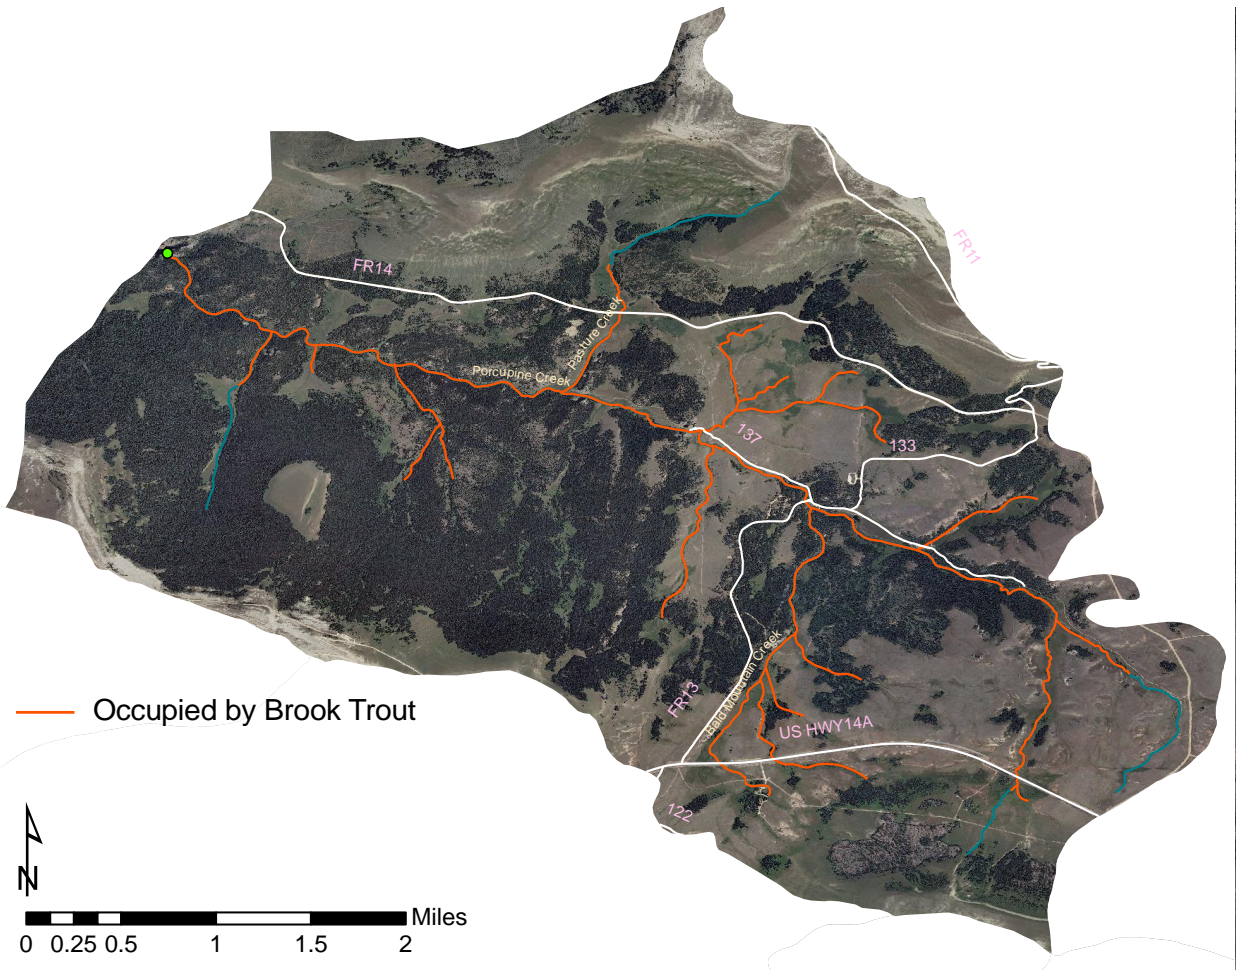 FR11
FR14
Pasture Creek
Porcupine Creek
137
133
Bald Mountain Creek
FR13
Occupied by Brook Trout
US HWY14A
122
N
Miles
0 0.25 0.5 1 1.5 2